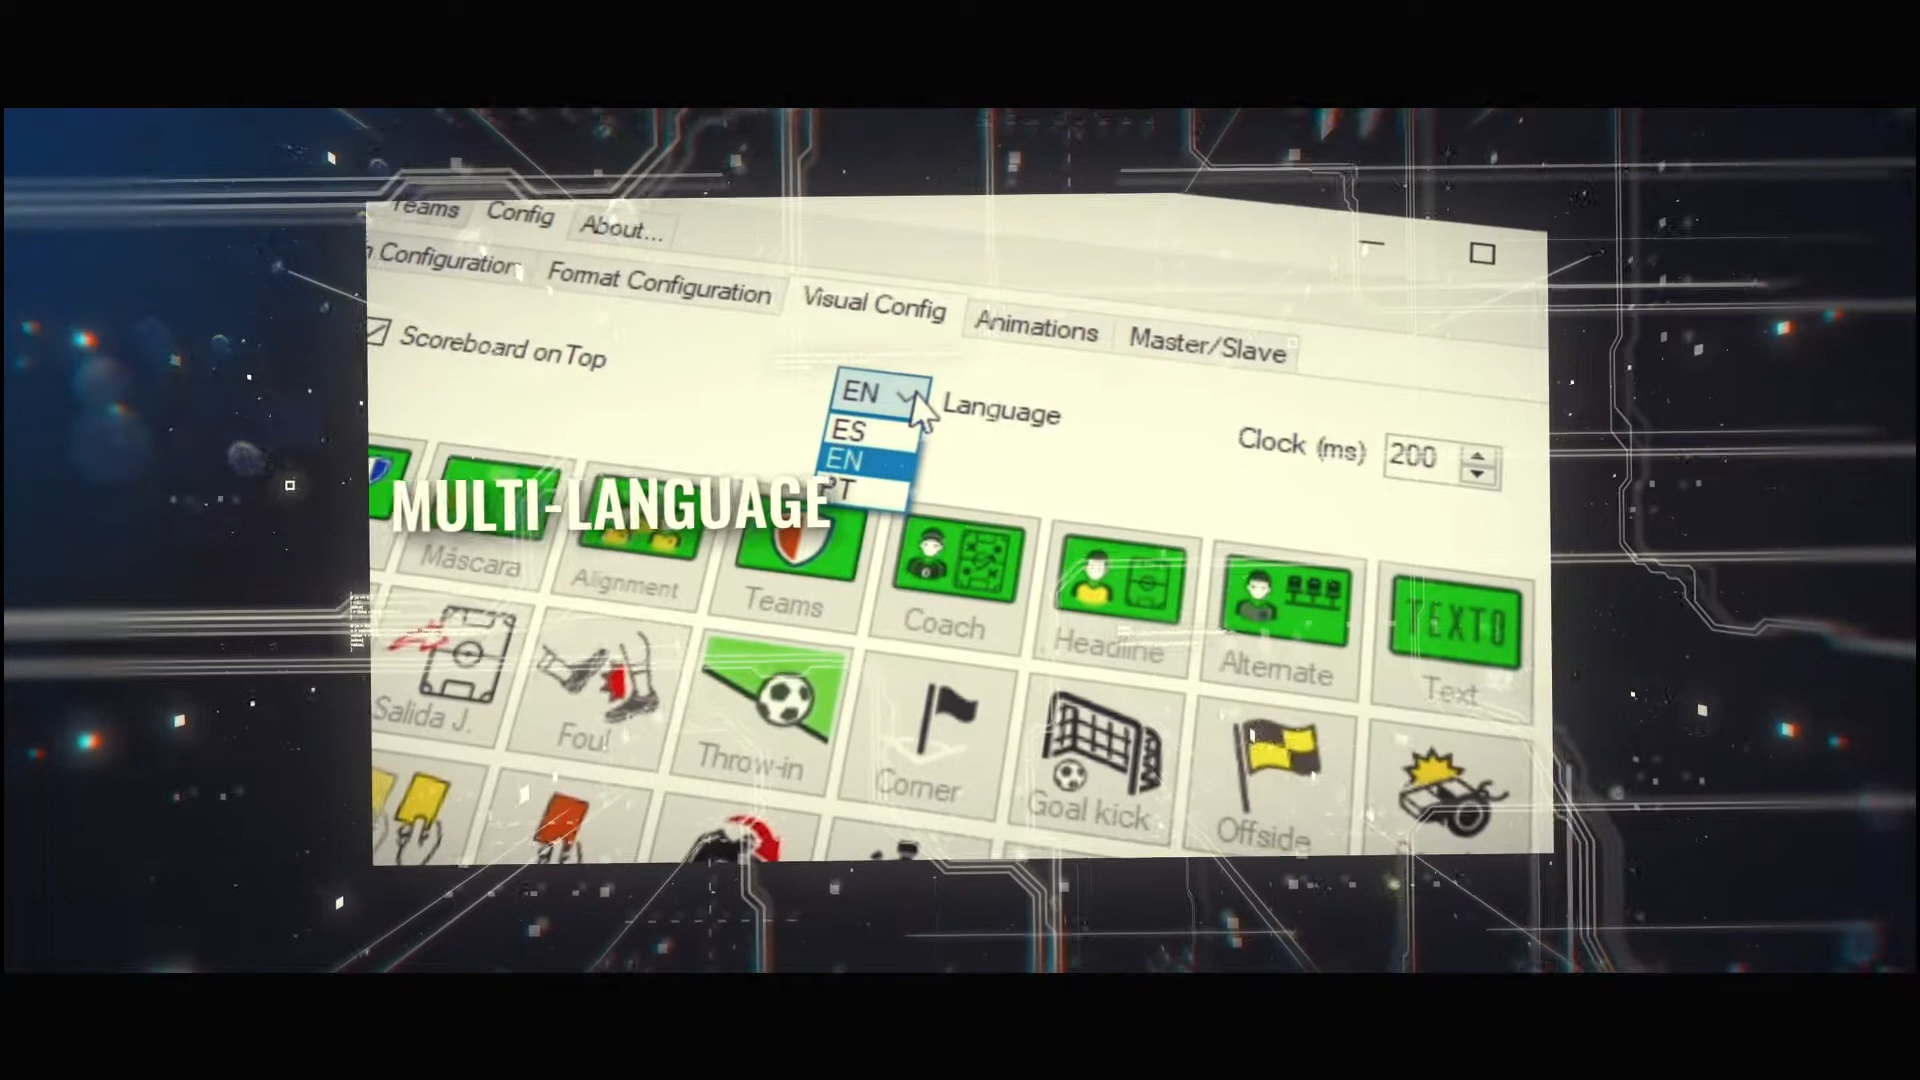 Teams Config About...
Configuration Format Configuration Visual Config Animations Master/Slave
Scoreboard on Top
EN Language
ES
EN
PT
Clock (ms) 200
MULTI-LANGUAGE
Máscara Alignment Teams Coach Headline Alternate Text
TEXTO
Salida J. Foul Throw-in Corner Goal kick Offside